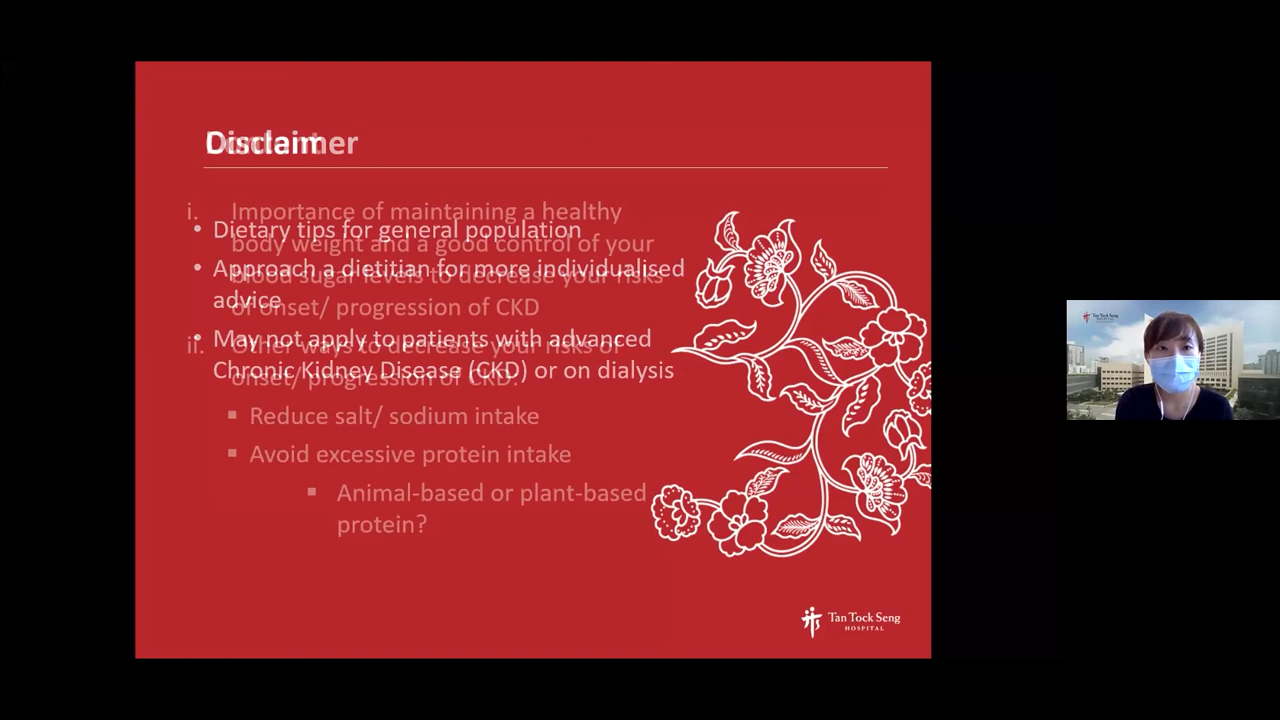 Disclaimer
• Dietary tips for general population
• Approach a dietitian for more individualised
advice
• May not apply to patients with advanced
Chronic Kidney Disease (CKD) or on dialysis
i. Importance of maintaining a healthy
body weight and a good control of your
blood sugar levels to decrease your risks
of onset/ progression of CKD
ii. Other ways to decrease your risks of
onset/ progression of CKD:
▪ Reduce salt/ sodium intake
▪ Avoid excessive protein intake
▪ Animal-based or plant-based
protein?
Tan Tock Seng
HOSPITAL
Tan Tock Seng